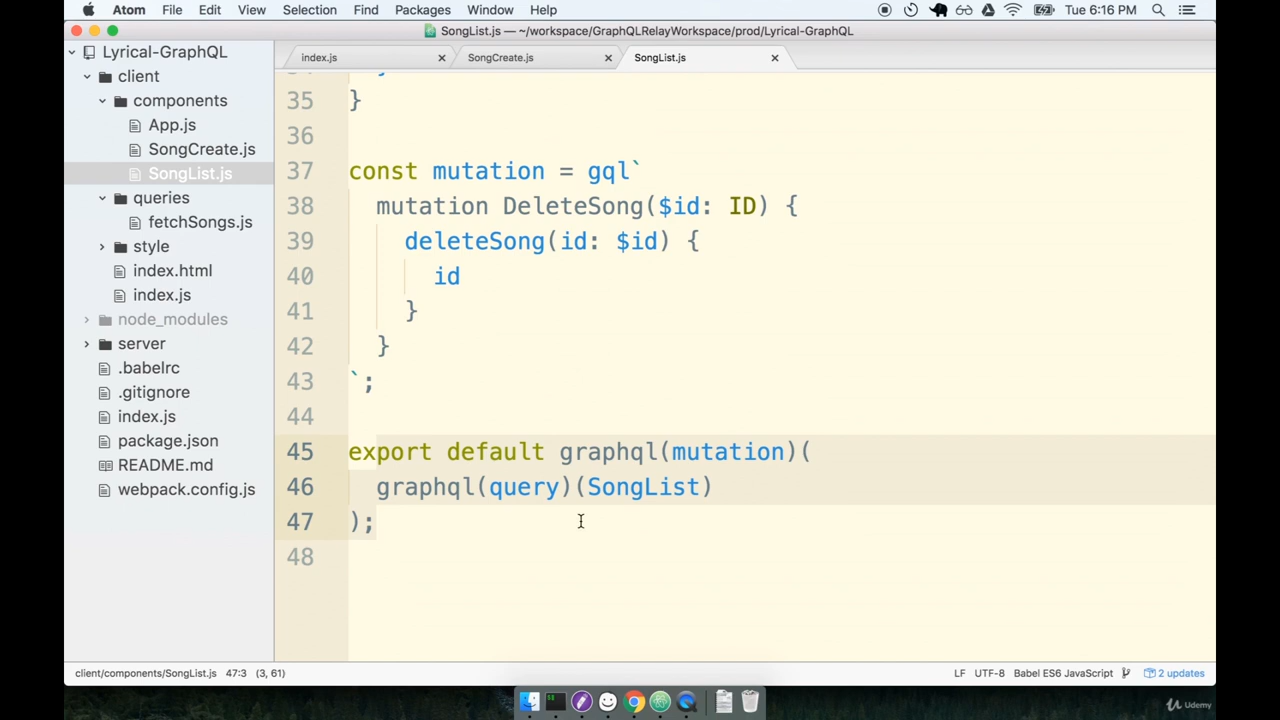 Atom File Edit View Selection Find Packages Window Help Tue 6:16 PM
SongList.js — ~/workspace/GraphQLRelayWorkspace/prod/Lyrical-GraphQL
Lyrical-GraphQL
client
components
App.js
SongCreate.js
SongList.js
queries
fetchSongs.js
style
index.html
index.js
node_modules
server
.babelrc
.gitignore
index.js
package.json
README.md
webpack.config.js
index.js SongCreate.js SongList.js
35 }
36
37 const mutation = gql`
38 mutation DeleteSong($id: ID) {
39 deleteSong(id: $id) {
40 id
41 }
42 }
43 `;
44
45 export default graphql(mutation)(
46 graphql(query)(SongList)
47 );
48
client/components/SongList.js 47:3 (3, 61) LF UTF-8 Babel ES6 JavaScript 2 updates
Udemy